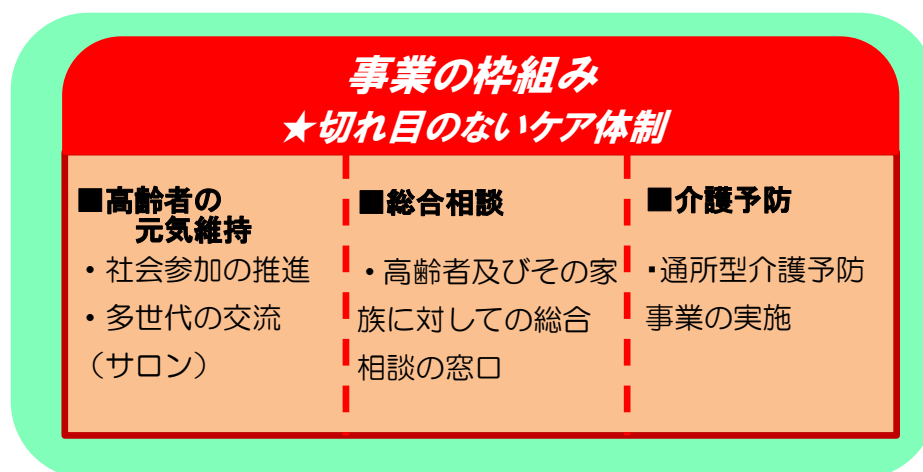 事業の枠組み
★切れ目のないケア体制
■高齢者の
元気維持
・社会参加の推進
・多世代の交流
（サロン）
■総合相談
・高齢者及びその家
族に対しての総合
相談の窓口
■介護予防
・通所型介護予防
事業の実施